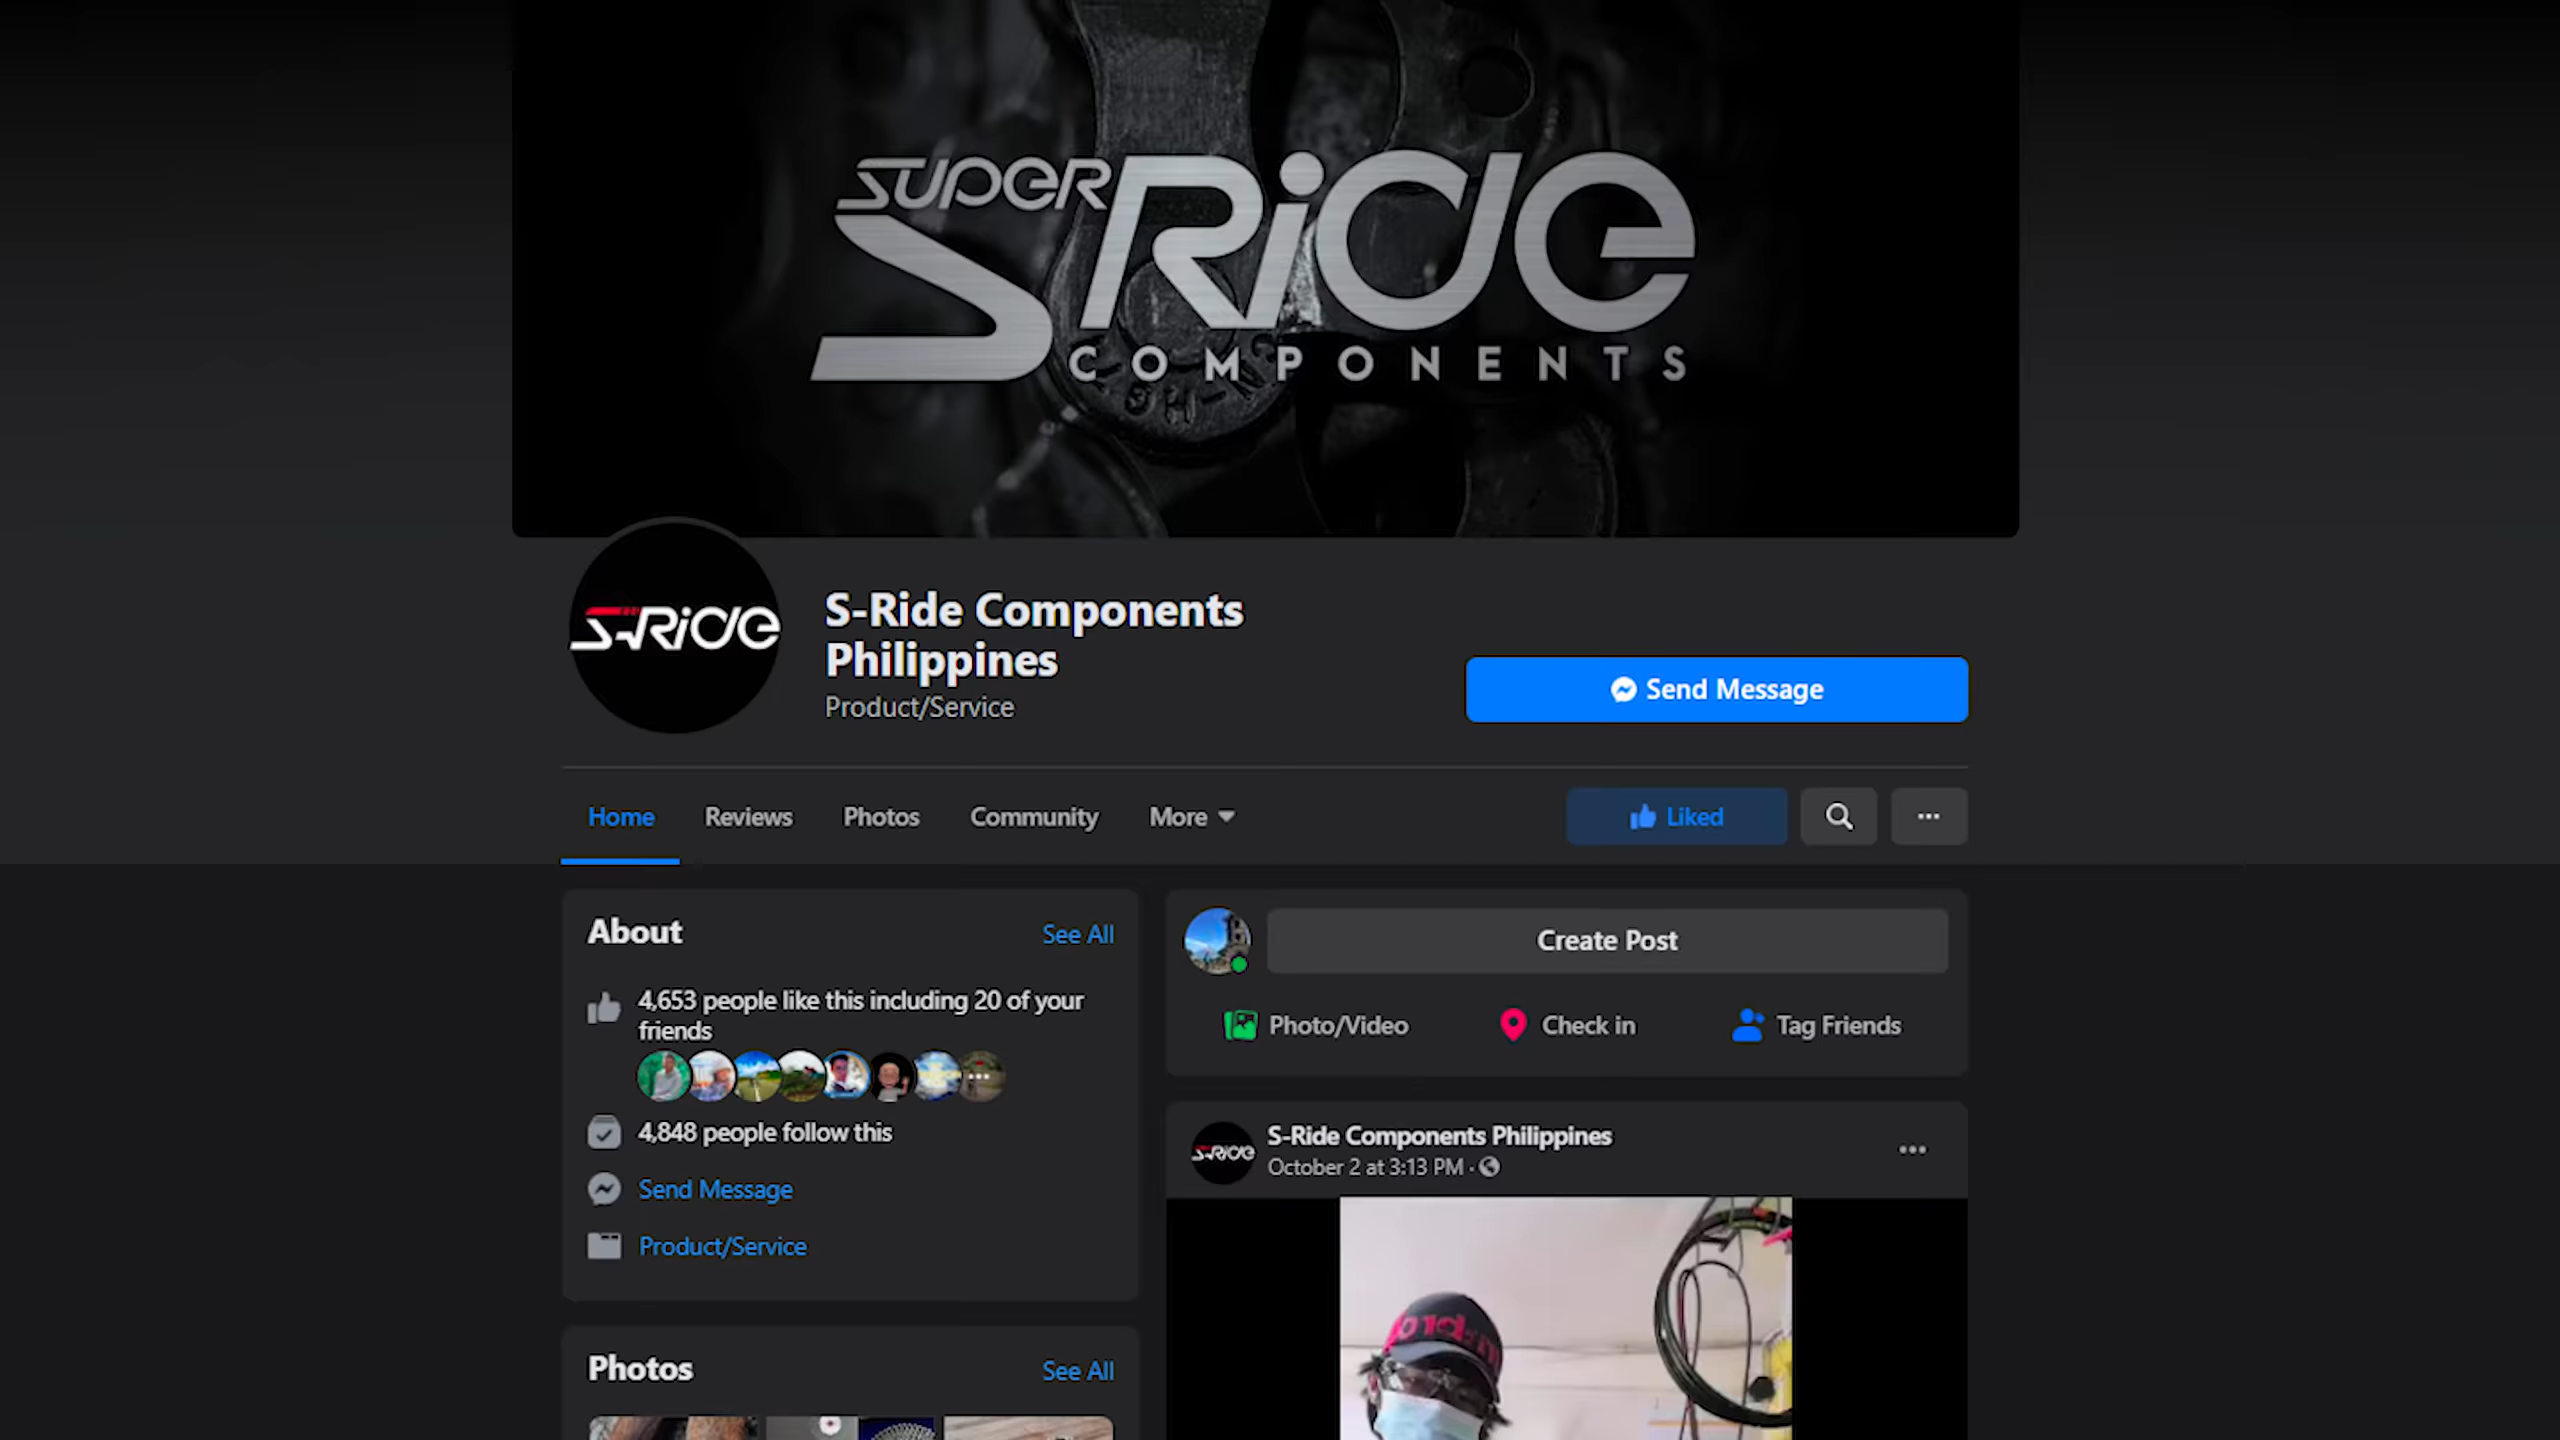 SUPER
S RIDE
COMPONENTS
S-RIDE
S-Ride Components
Philippines
Product/Service
Send Message
Home
Reviews
Photos
Community
More
Liked
About
See All
4,653 people like this including 20 of your
friends
4,848 people follow this
Send Message
Product/Service
Photos
See All
Create Post
Photo/Video
Check in
Tag Friends
S-RIDE
S-Ride Components Philippines
October 2 at 3:13 PM ·